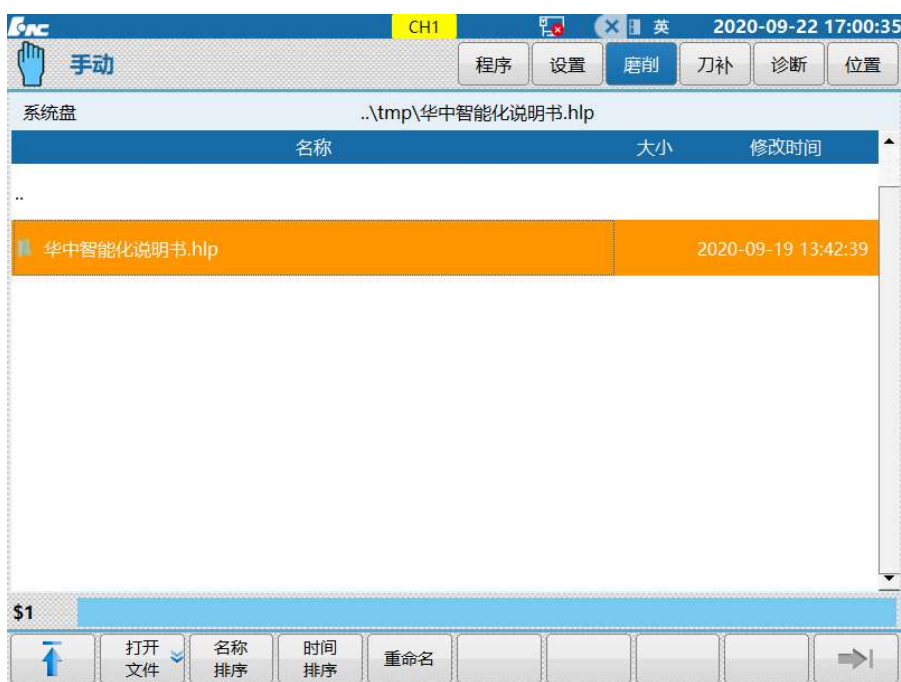 HNC CH1 英 2020-09-22 17:00:35
手动 程序 设置 磨削 刀补 诊断 位置
系统盘 ..\tmp\华中智能化说明书.hlp
名称 大小 修改时间
..
华中智能化说明书.hlp 2020-09-19 13:42:39
$1
打开 名称 时间 重命名
文件 排序 排序